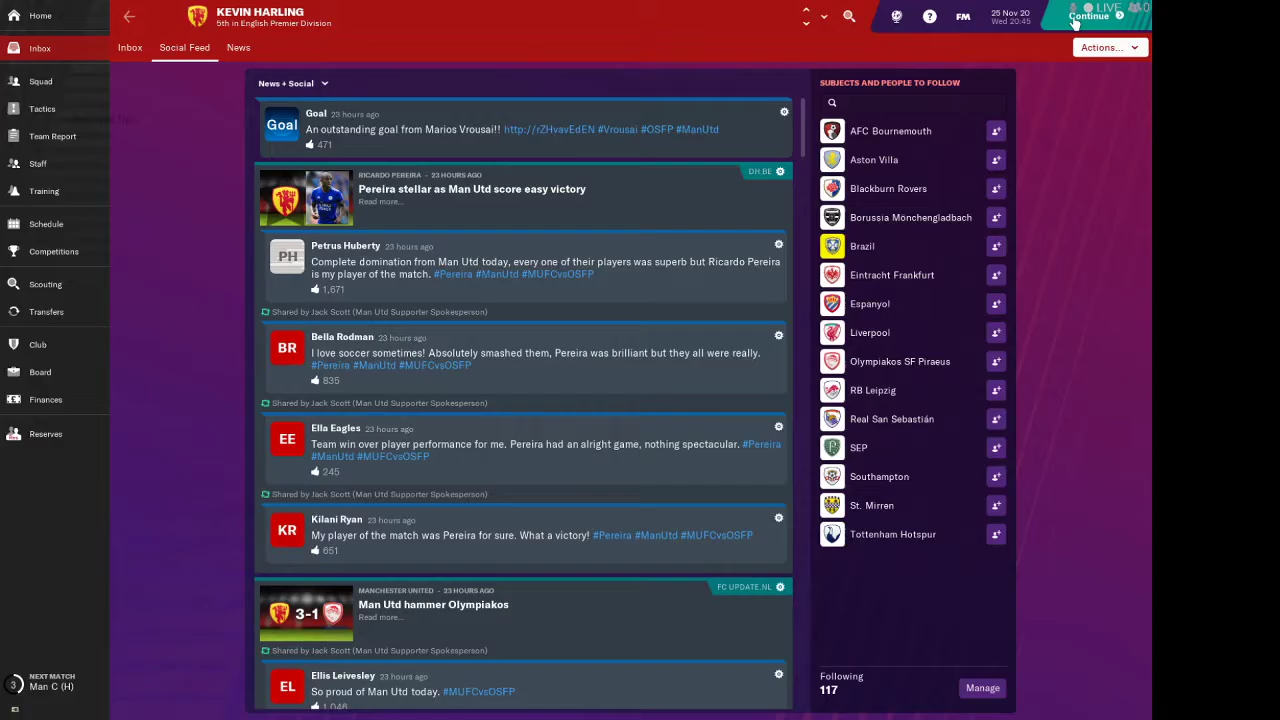 Home
KEVIN HARLING
5th in English Premier Division
?
FM
25 Nov 20
Wed 20:45
LIVE
0
Continue
Inbox
Squad
Tactics
Team Report
Staff
Training
Schedule
Competitions
Scouting
Transfers
Club
Board
Finances
Reserves
3
NEXT MATCH
Man C (H)
Inbox
Social Feed
News
Actions...
News + Social
Goal
Goal 23 hours ago
An outstanding goal from Marios Vrousai!! http://rZHvavEdEN #Vrousai #OSFP #ManUtd
471
RICARDO PEREIRA - 23 HOURS AGO
DH.BE
Pereira stellar as Man Utd score easy victory
Read more...
PH
Petrus Huberty 23 hours ago
Complete domination from Man Utd today, every one of their players was superb but Ricardo Pereira
is my player of the match. #Pereira #ManUtd #MUFCvsOSFP
1,671
Shared by Jack Scott (Man Utd Supporter Spokesperson)
BR
Bella Rodman 23 hours ago
I love soccer sometimes! Absolutely smashed them, Pereira was brilliant but they all were really.
#Pereira #ManUtd #MUFCvsOSFP
835
Shared by Jack Scott (Man Utd Supporter Spokesperson)
EE
Ella Eagles 23 hours ago
Team win over player performance for me. Pereira had an alright game, nothing spectacular. #Pereira
#ManUtd #MUFCvsOSFP
245
Shared by Jack Scott (Man Utd Supporter Spokesperson)
KR
Kilani Ryan 23 hours ago
My player of the match was Pereira for sure. What a victory! #Pereira #ManUtd #MUFCvsOSFP
651
MANCHESTER UNITED - 23 HOURS AGO
FC UPDATE.NL
3-1
Man Utd hammer Olympiakos
Read more...
Shared by Jack Scott (Man Utd Supporter Spokesperson)
EL
Ellis Leivesley 23 hours ago
So proud of Man Utd today. #MUFCvsOSFP
1,046
SUBJECTS AND PEOPLE TO FOLLOW
AFC Bournemouth
Aston Villa
Blackburn Rovers
Borussia Mönchengladbach
Brazil
Eintracht Frankfurt
Espanyol
Liverpool
Olympiakos SF Piraeus
RB Leipzig
Real San Sebastián
SEP
Southampton
St. Mirren
Tottenham Hotspur
Following
117
Manage